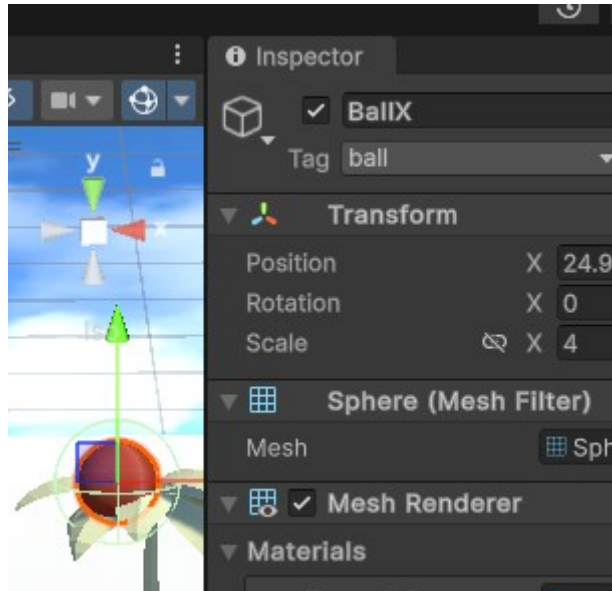 Inspector
BallX
Tag ball
y
x
Transform
Position X 24.9
Rotation X 0
Iso
Scale X 4
Sphere (Mesh Filter)
Mesh Sph
Mesh Renderer
Materials